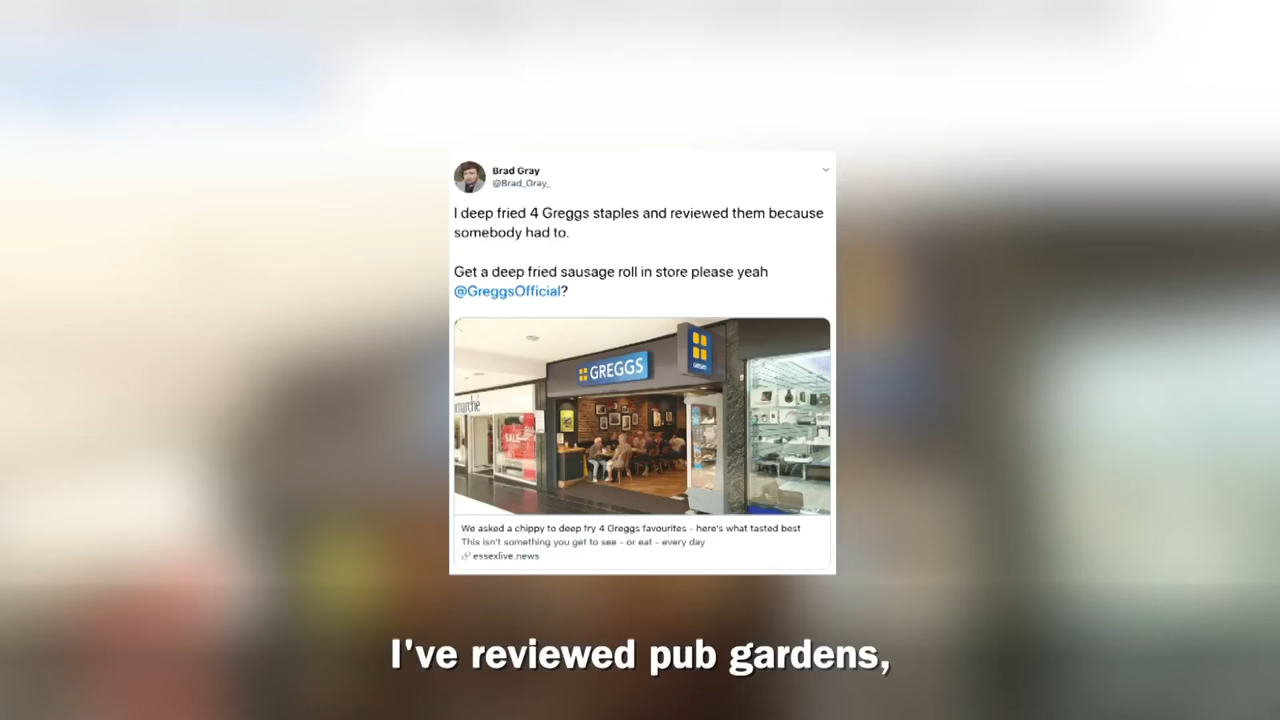 Brad Gray
@Brad_Gray_
I deep fried 4 Greggs staples and reviewed them because
somebody had to.
Get a deep fried sausage roll in store please yeah
@GreggsOfficial?
GREGGS
GREGGS
marché
SALE
We asked a chippy to deep fry 4 Greggs favourites - here's what tasted best
This isn't something you get to see - or eat - every day
essexlive.news
I've reviewed pub gardens,